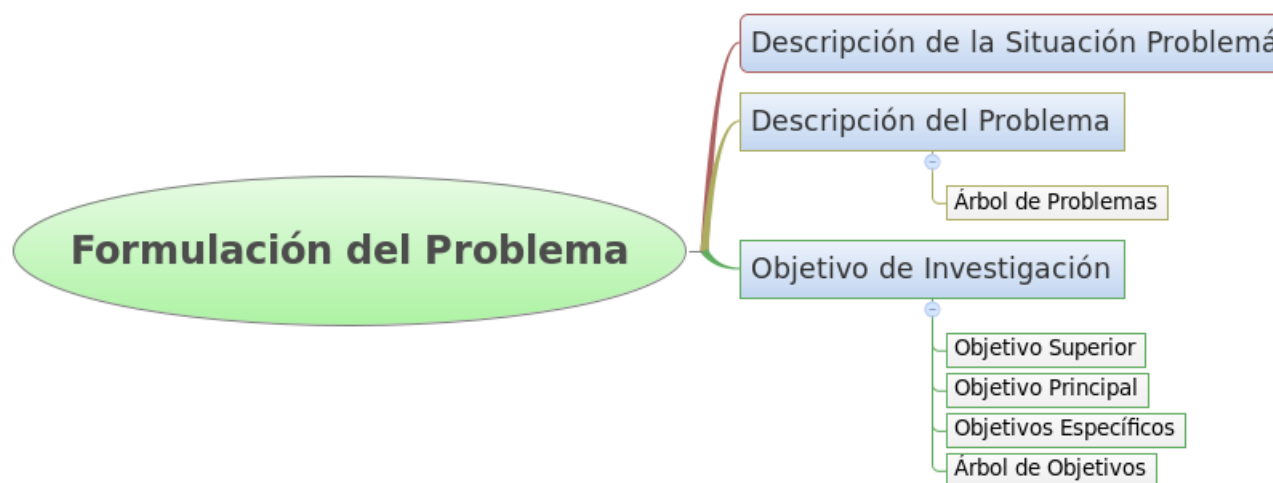 Descripción de la Situación
Descripción del Problema
Árbol de Problemas
Formulación del Problema
Objetivo de Investigación
Objetivo Superior
Objetivo Principal
Objetivos Específicos
Árbol de Objetivos